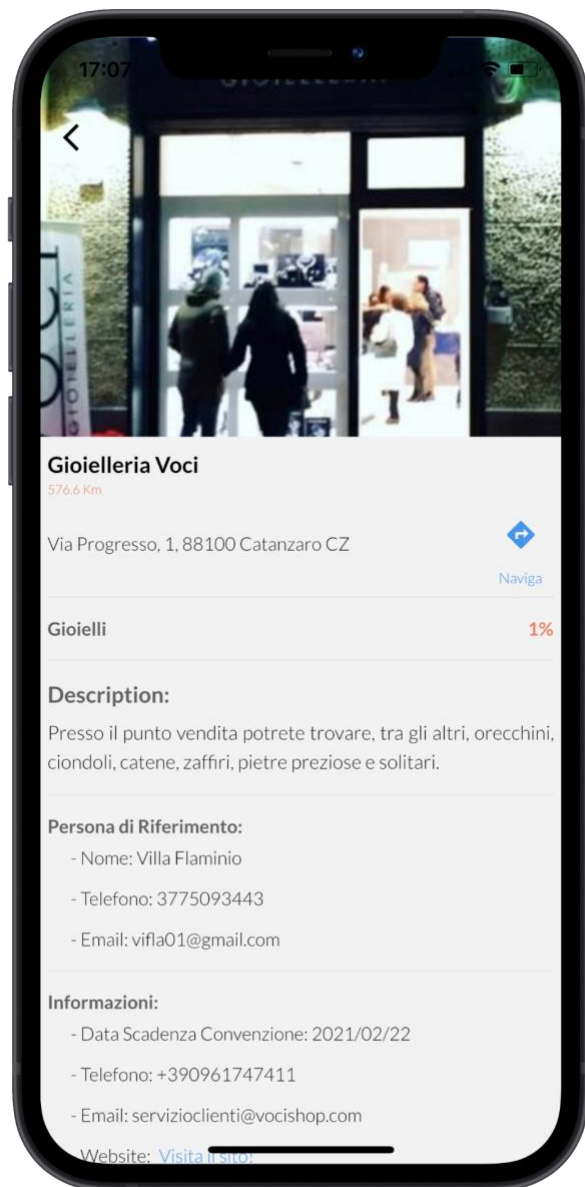 17:07
GIOIELLERIA
GIOIELLERIA
Gioielleria Voci
576.6 Km
Via Progresso, 1, 88100 Catanzaro CZ
Naviga
Gioielli 1%
Description:
Presso il punto vendita potrete trovare, tra gli altri, orecchini,
ciondoli, catene, zaffiri, pietre preziose e solitari.
Persona di Riferimento:
- Nome: Villa Flaminio
- Telefono: 3775093443
- Email: vifla01@gmail.com
Informazioni:
- Data Scadenza Convenzione: 2021/02/22
- Telefono: +390961747411
- Email: servizioclienti@vocishop.com
Website: Visita il sito!